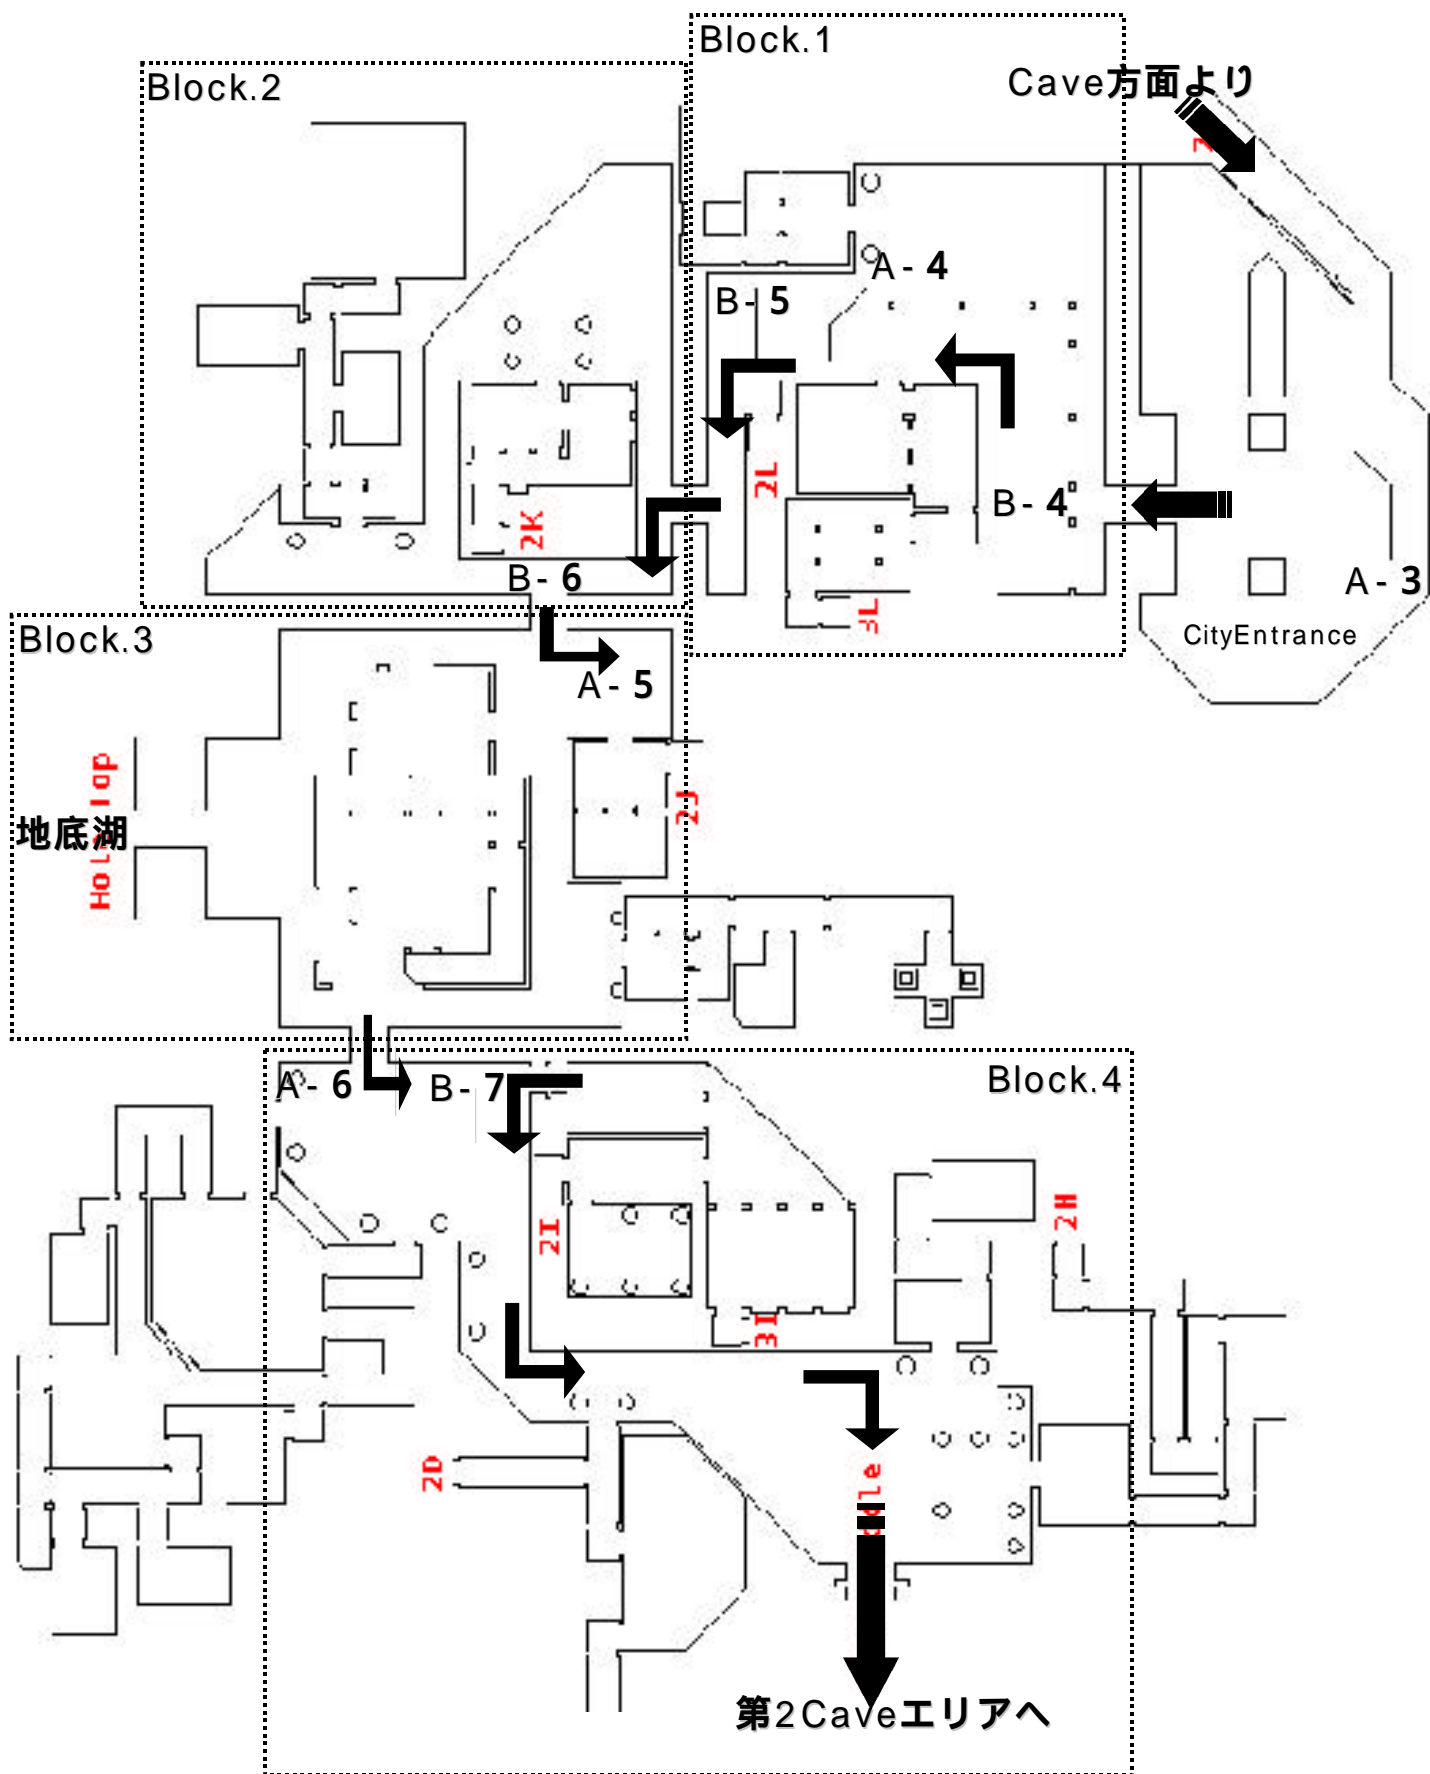 Block.1
Cave方面より
Block.2
A-4
B-5
2L
B-4
2K
B-6
A-3
3L
CityEntrance
Block.3
A-5
2J
地底湖
A-6
B-7
Block.4
2I
2H
3I
2D
第2Caveエリアへ